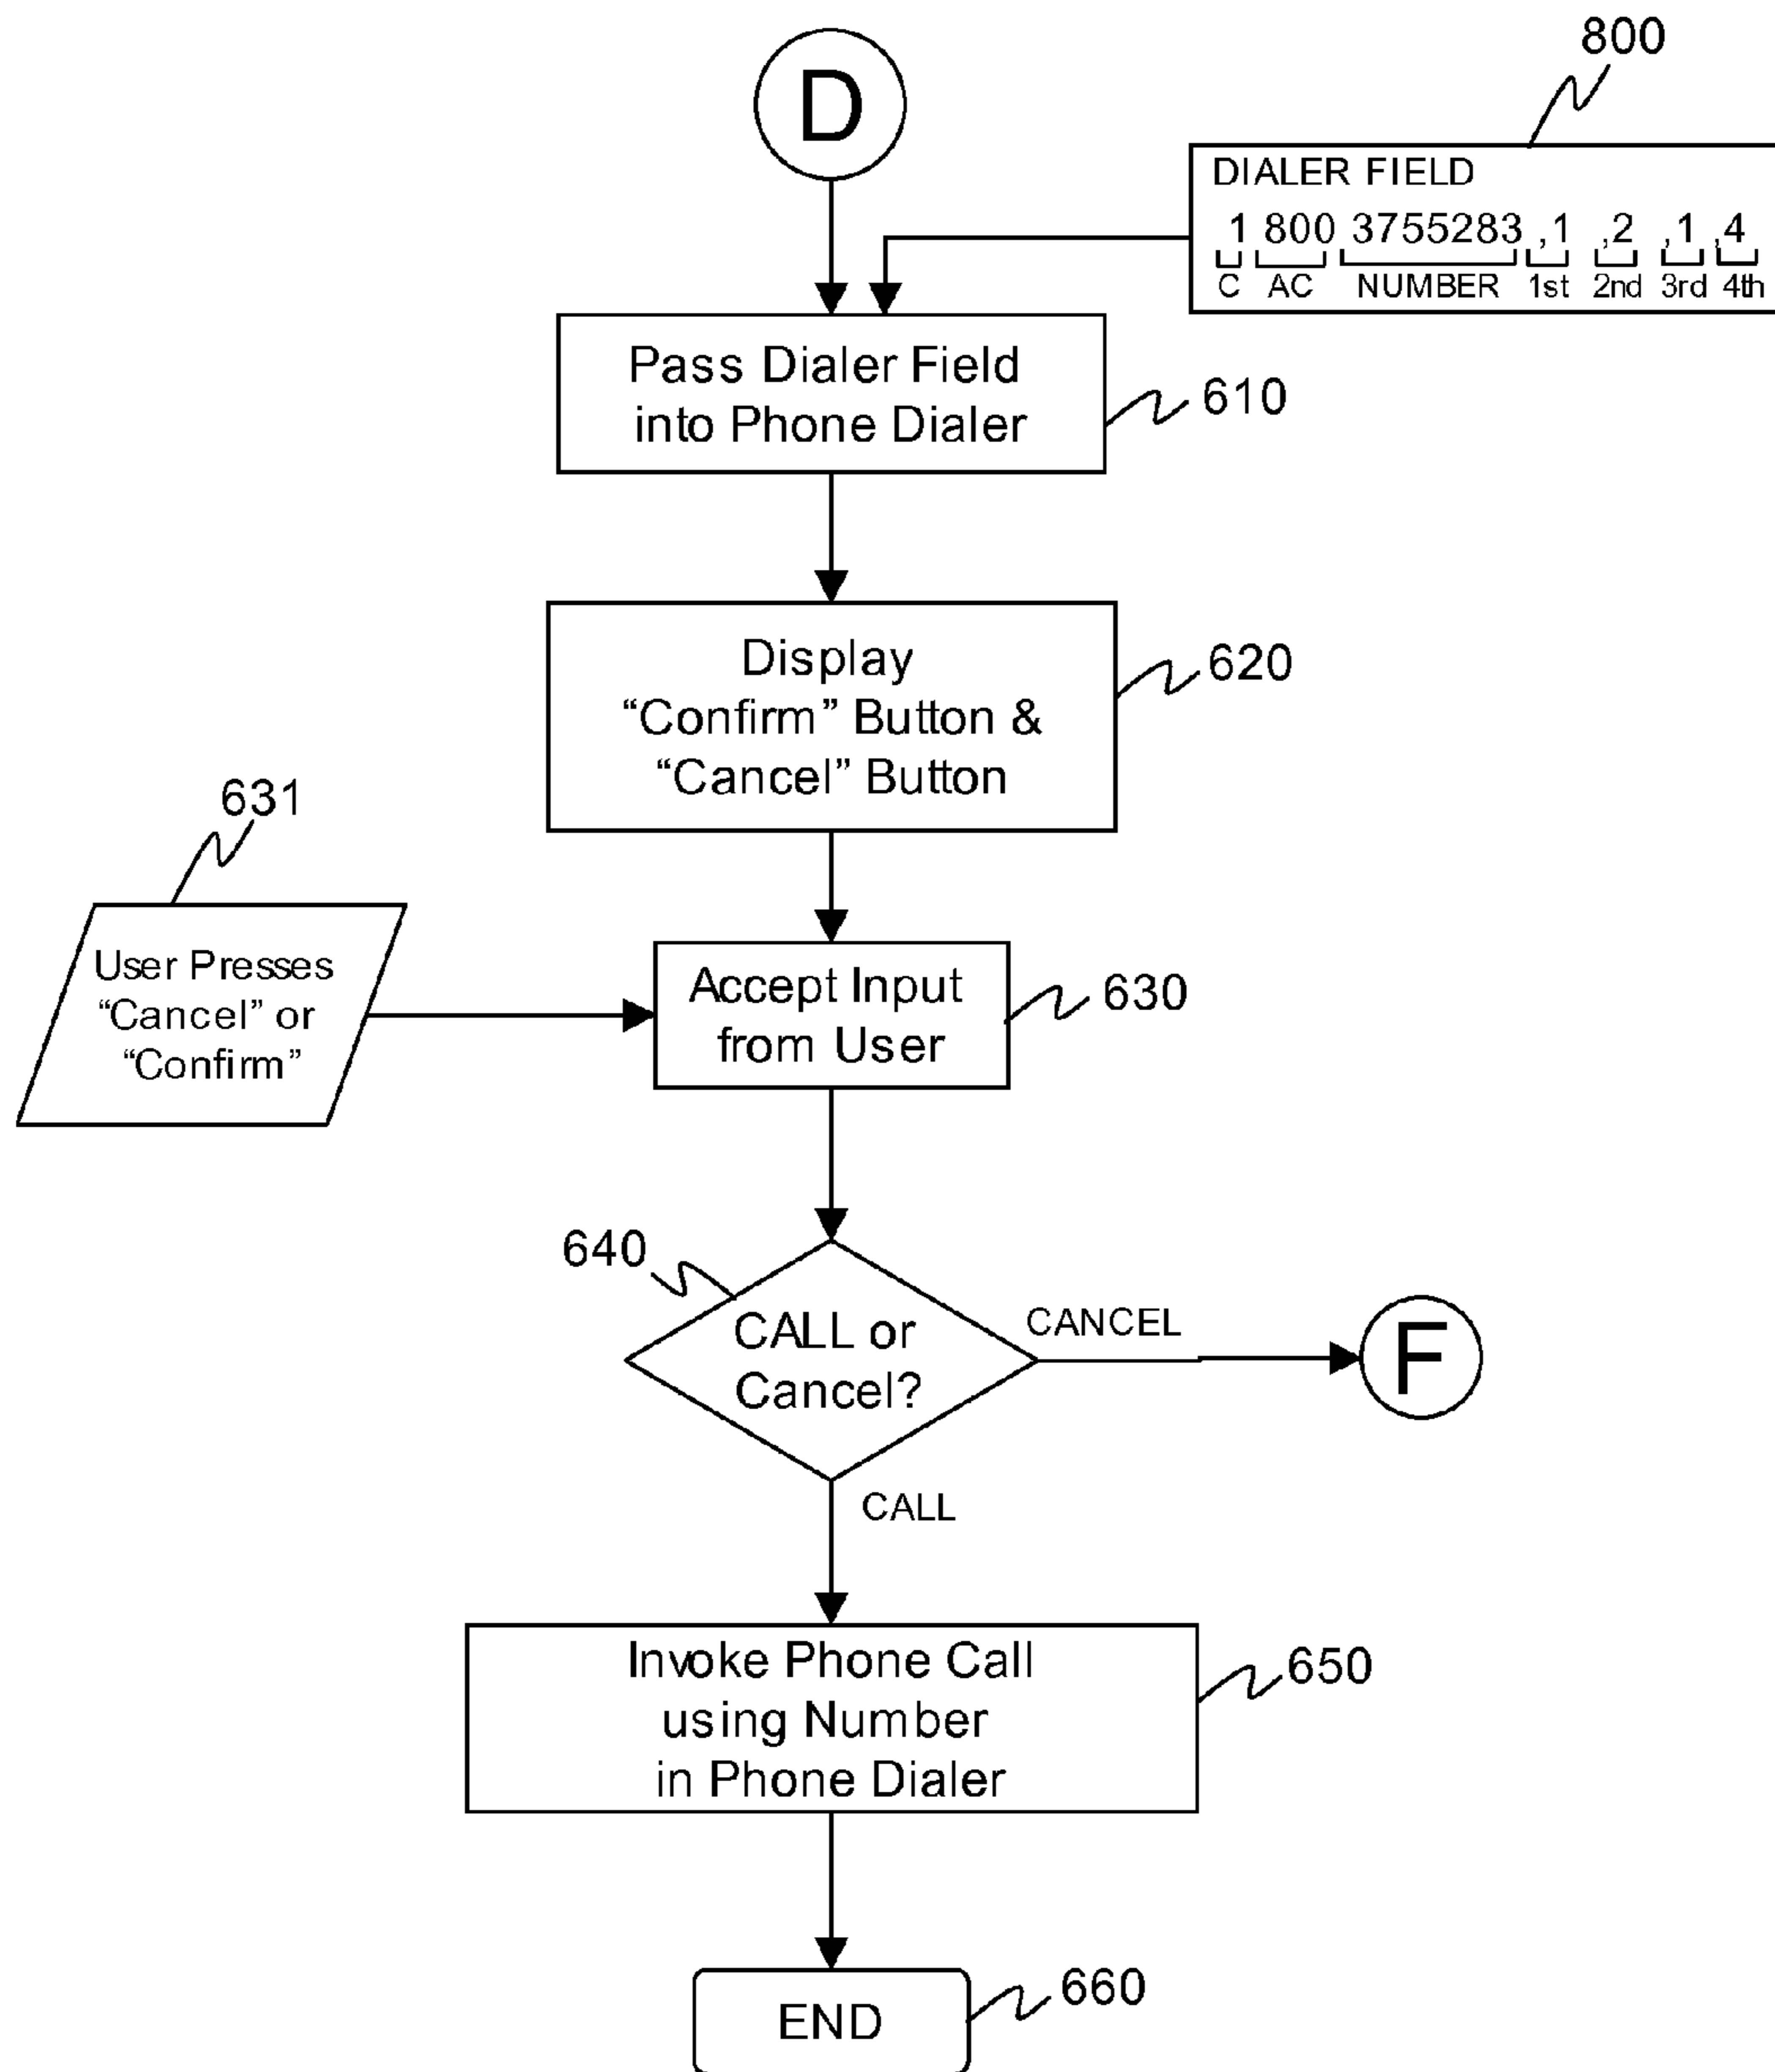 D
800
DIALER FIELD
1 800 3755283 ,1 ,2 ,1 ,4
C AC NUMBER 1st 2nd 3rd 4th
Pass Dialer Field
into Phone Dialer
610
Display
“Confirm” Button &
“Cancel” Button
620
631
User Presses
“Cancel” or
“Confirm”
Accept Input
from User
630
640
CALL or
Cancel?
CANCEL
F
CALL
Invoke Phone Call
using Number
in Phone Dialer
650
END
660